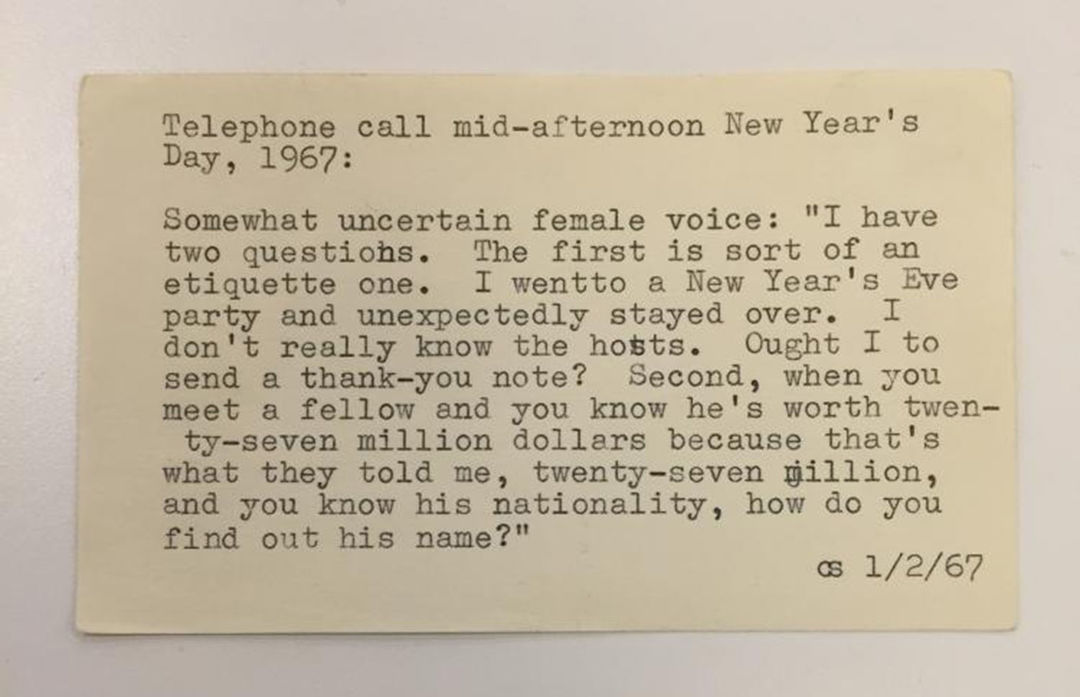 Telephone call mid-afternoon New Year's
Day, 1967:
Somewhat uncertain female voice: "I have
two questions.  The first is sort of an
etiquette one.  I wentto a New Year's Eve
party and unexpectedly stayed over.  I
don't really know the hosts.  Ought I to
send a thank-you note?  Second, when you
meet a fellow and you know he's worth twen-
ty-seven million dollars because that's
what they told me, twenty-seven million,
and you know his nationality, how do you
find out his name?"
cs 1/2/67